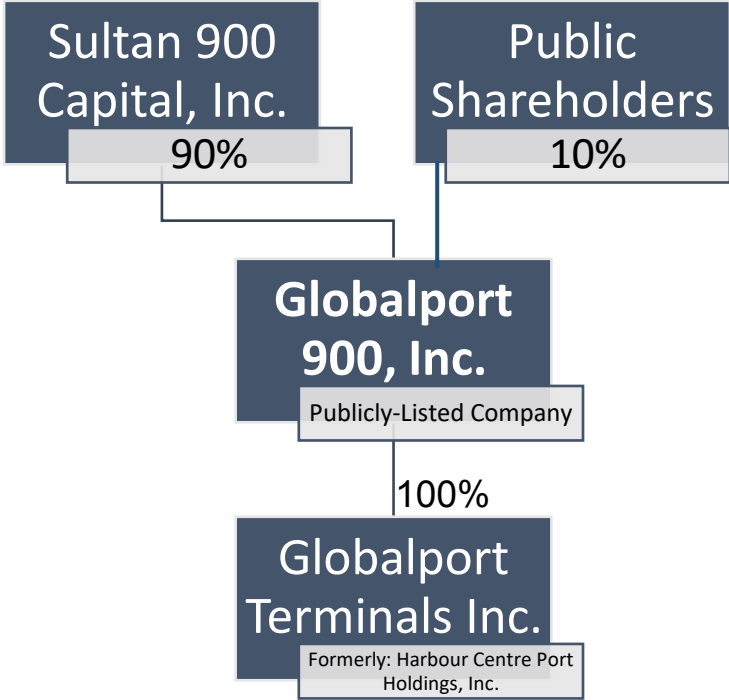 Sultan 900
Capital, Inc.
90%
Public
Shareholders
10%
Globalport
900, Inc.
Publicly-Listed Company
100%
Globalport
Terminals Inc.
Formerly: Harbour Centre Port
Holdings, Inc.